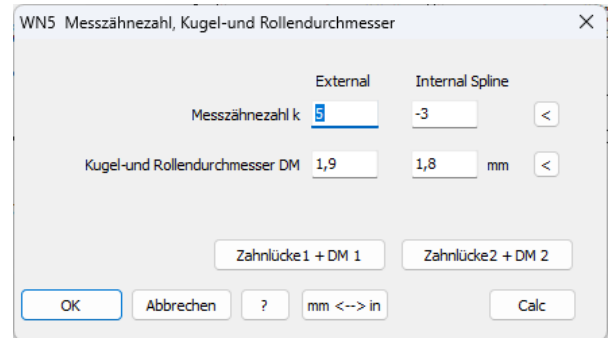 WN5 Messzähnezahl, Kugel-und Rollendurchmesser
External Internal Spline
Messzähnezahl k 5 -3 <
Kugel-und Rollendurchmesser DM 1,9 1,8 mm <
Zahnlücke1 + DM 1 Zahnlücke2 + DM 2
OK Abbrechen ? mm <--> in Calc